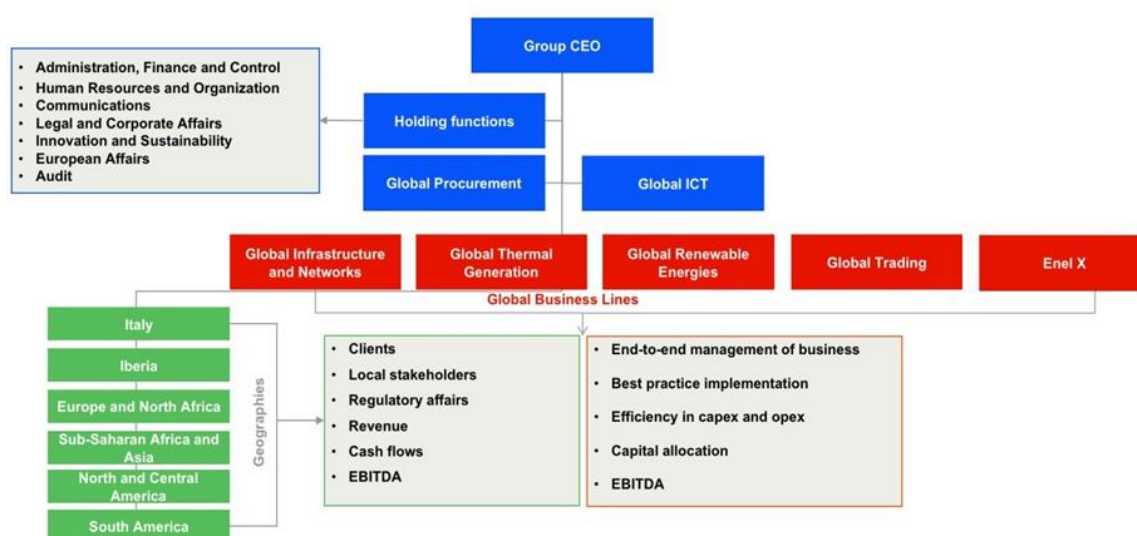 Group CEO
• Administration, Finance and Control
• Human Resources and Organization
• Communications
• Legal and Corporate Affairs
• Innovation and Sustainability
• European Affairs
• Audit
Holding functions
Global Procurement
Global ICT
Global Infrastructure
and Networks
Global Thermal
Generation
Global Renewable
Energies
Global Trading
Enel X
Global Business Lines
Italy
Iberia
Europe and North Africa
Sub-Saharan Africa and
Asia
North and Central
America
South America
Geographies
• Clients
• Local stakeholders
• Regulatory affairs
• Revenue
• Cash flows
• EBITDA
• End-to-end management of business
• Best practice implementation
• Efficiency in capex and opex
• Capital allocation
• EBITDA